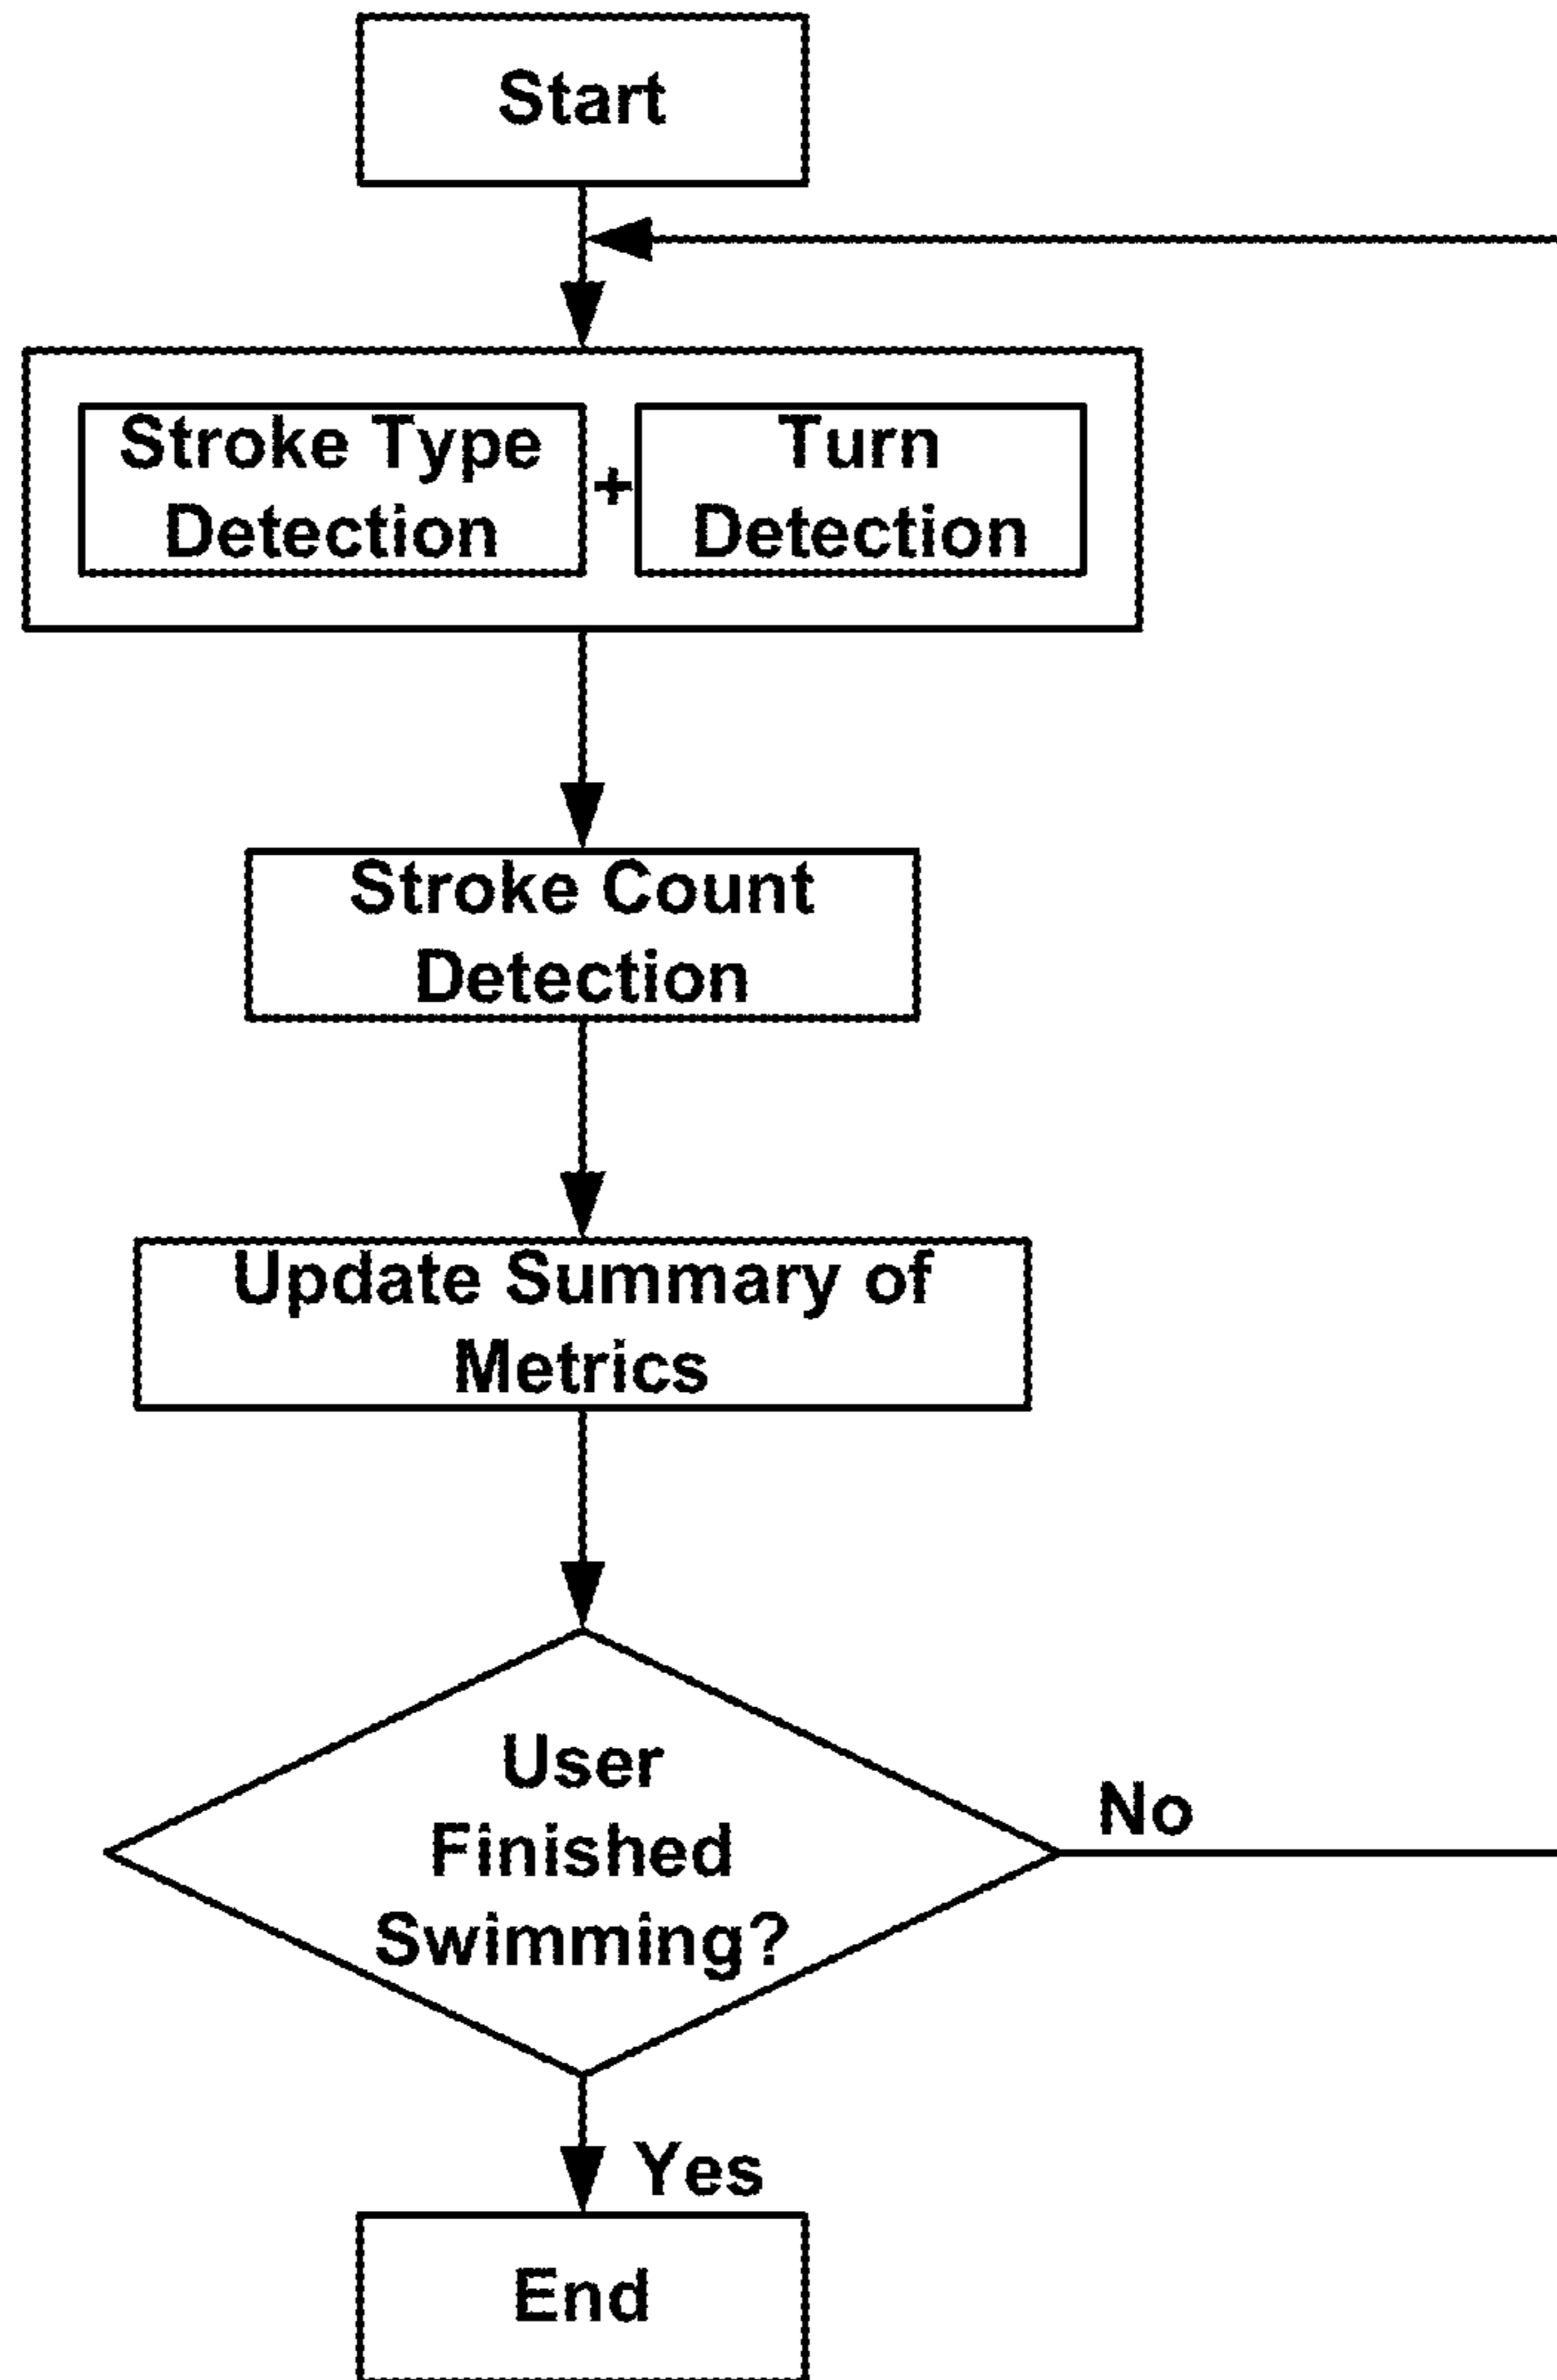 Start
Stroke Type
Detection
+
Turn
Detection
Stroke Count
Detection
Update Summary of
Metrics
User
Finished
Swimming?
No
Yes
End